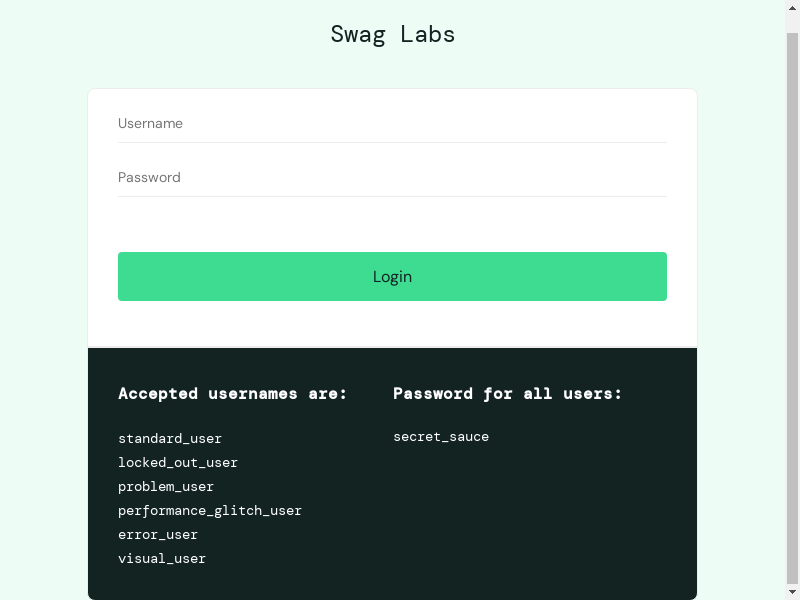 Swag Labs
Username
Password
Login
Accepted usernames are:
standard_user
locked_out_user
problem_user
performance_glitch_user
error_user
visual_user
Password for all users:
secret_sauce